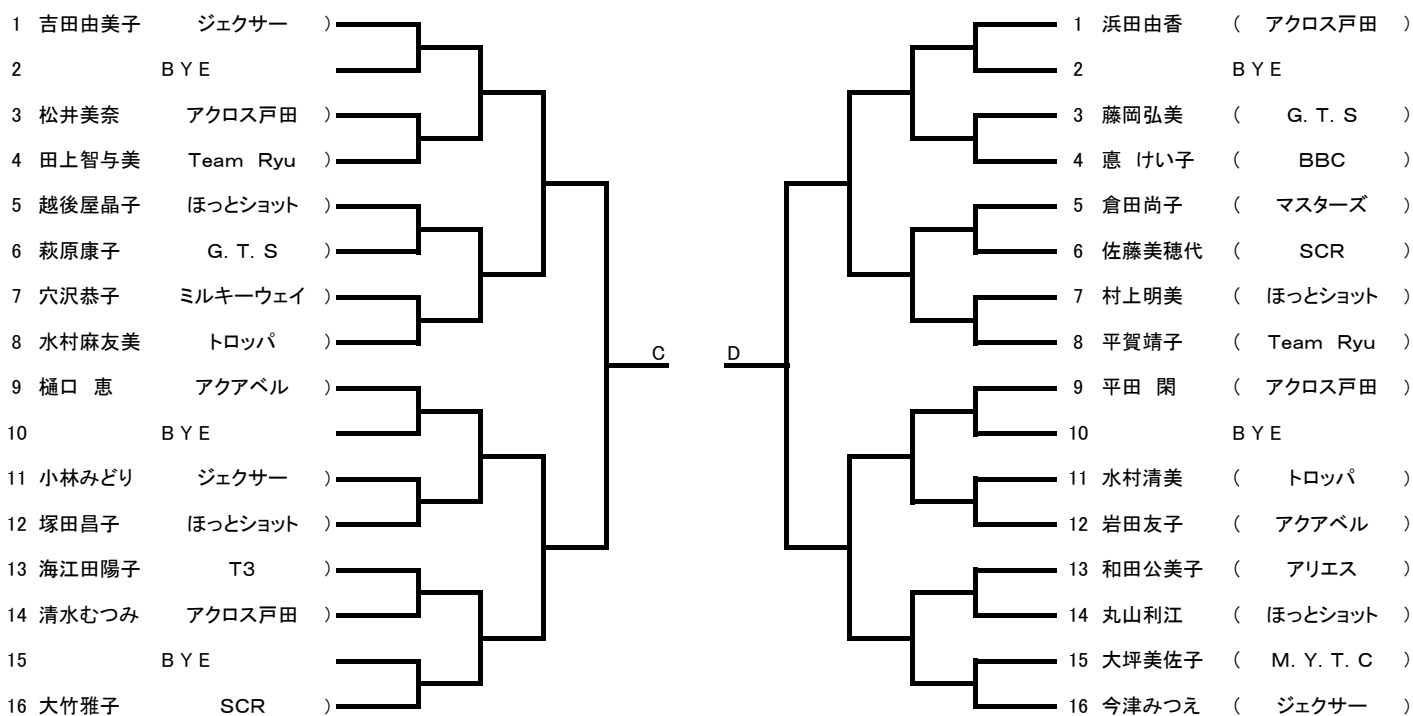 1 吉田由美子 ジェクサー )
2 BYE
3 松井美奈 アクロス戸田 )
4 田上智与美 Team Ryu )
5 越後屋晶子 ほっとショット )
6 萩原康子 G.T.S )
7 穴沢恭子 ミルキーウェイ )
8 水村麻友美 トロッパ )
9 樋口 恵 アクアベル )
10 BYE
11 小林みどり ジェクサー )
12 塚田昌子 ほっとショット )
13 海江田陽子 T3 )
14 清水むつみ アクロス戸田 )
15 BYE
16 大竹雅子 SCR )
C
D
1 浜田由香 ( アクロス戸田 )
2 BYE
3 藤岡弘美 ( G.T.S )
4 悳 けい子 ( BBC )
5 倉田尚子 ( マスターズ )
6 佐藤美穂代 ( SCR )
7 村上明美 ( ほっとショット )
8 平賀靖子 ( Team Ryu )
9 平田 閑 ( アクロス戸田 )
10 BYE
11 水村清美 ( トロッパ )
12 岩田友子 ( アクアベル )
13 和田公美子 ( アリエス )
14 丸山利江 ( ほっとショット )
15 大坪美佐子 ( M.Y.T.C )
16 今津みつえ ( ジェクサー )